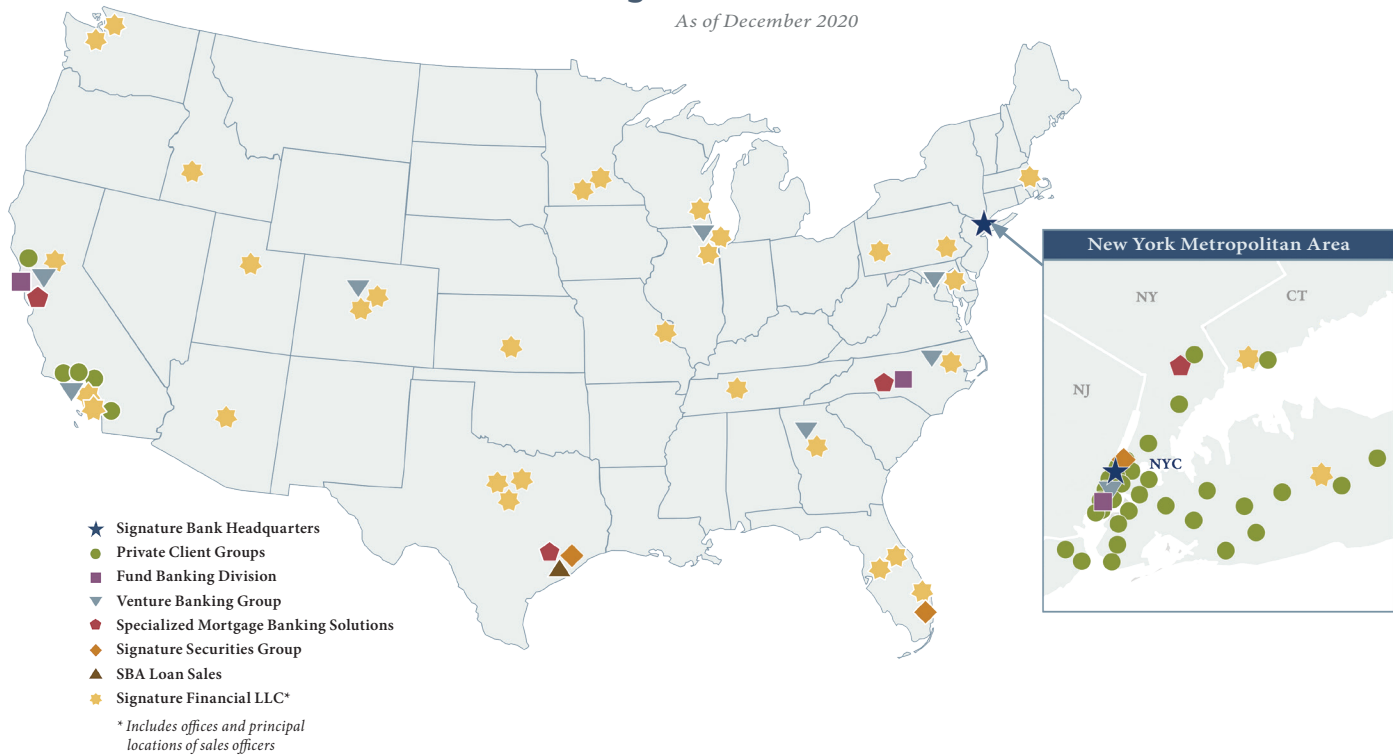 As of December 2020
New York Metropolitan Area
NY
CT
NJ
NYC
Signature Bank Headquarters
Private Client Groups
Fund Banking Division
Venture Banking Group
Specialized Mortgage Banking Solutions
Signature Securities Group
SBA Loan Sales
Signature Financial LLC*
* Includes offices and principal
locations of sales officers